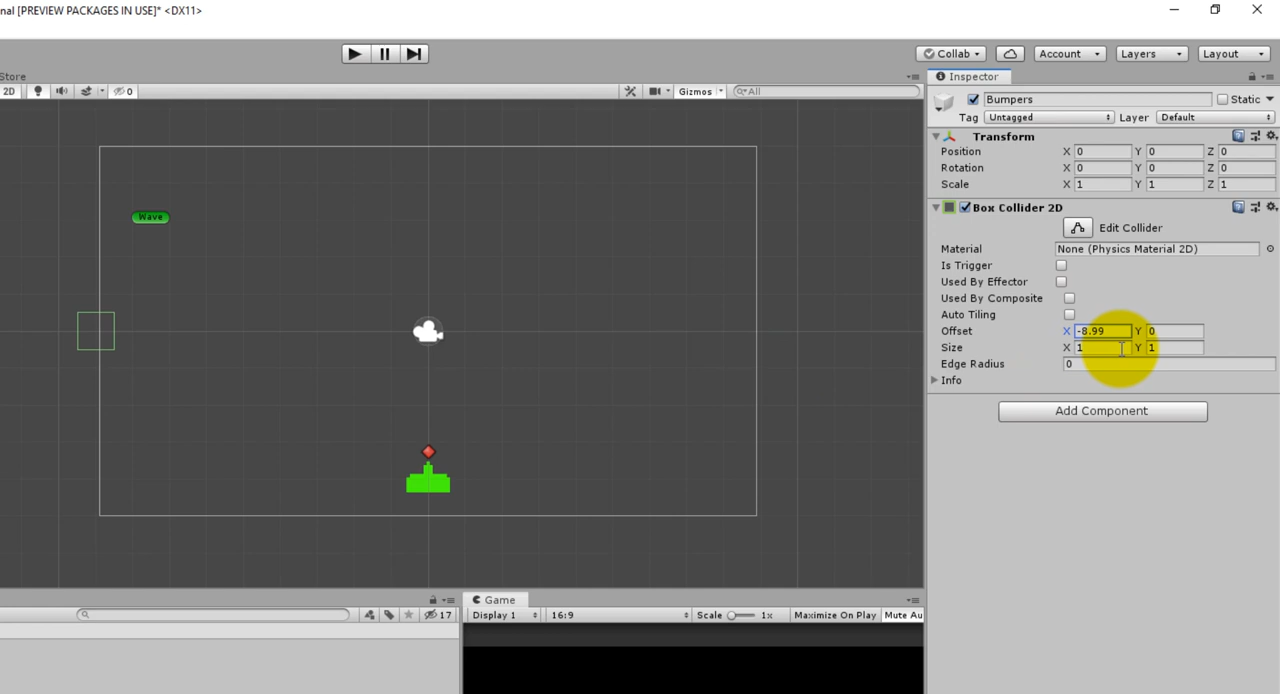 nal [PREVIEW PACKAGES IN USE]* <DX11>
Collab
Account
Layers
Layout
Store
Inspector
2D
0
Gizmos
All
Bumpers
Static
Tag Untagged Layer Default
Transform
Position X 0 Y 0 Z 0
Rotation X 0 Y 0 Z 0
Scale X 1 Y 1 Z 1
Box Collider 2D
Wave
Edit Collider
Material None (Physics Material 2D)
Is Trigger
Used By Effector
Used By Composite
Auto Tiling
Offset X -8.99 Y 0
Size X 1 Y 1
Edge Radius 0
Info
Add Component
Game
17
Display 1 16:9 Scale 1x Maximize On Play Mute Au